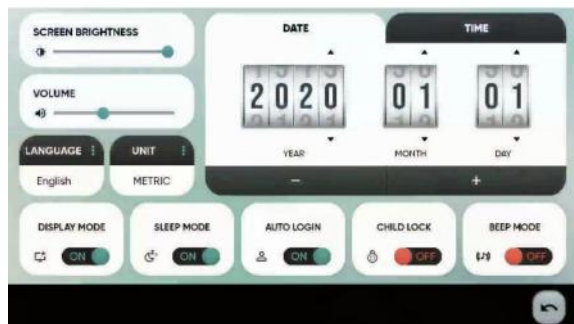 SCREEN BRIGHTNESS
VOLUME
LANGUAGE
English
UNIT
METRIC
DATE
TIME
2020
01
01
YEAR
MONTH
DAY
−
+
DISPLAY MODE
ON
SLEEP MODE
ON
AUTO LOGIN
ON
CHILD LOCK
OFF
BEEP MODE
OFF